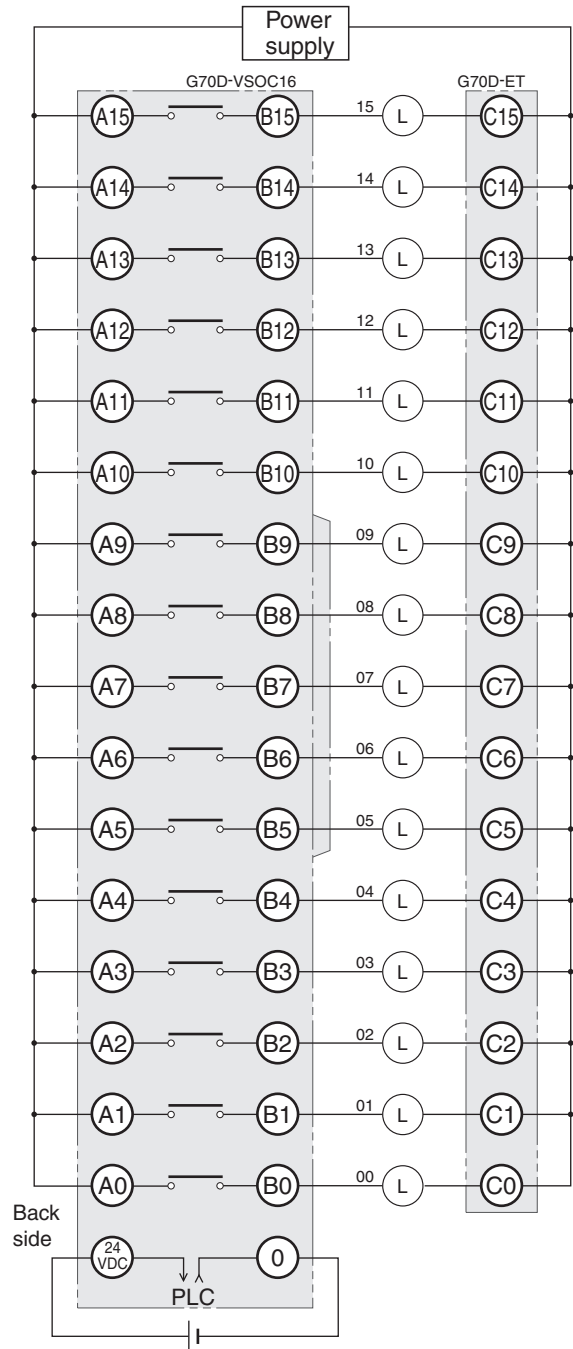 Power
supply
G70D-VSOC16 G70D-ET
A15 B15 15 L C15
A14 B14 14 L C14
A13 B13 13 L C13
A12 B12 12 L C12
A11 B11 11 L C11
A10 B10 10 L C10
A9 B9 09 L C9
A8 B8 08 L C8
A7 B7 07 L C7
A6 B6 06 L C6
A5 B5 05 L C5
A4 B4 04 L C4
A3 B3 03 L C3
A2 B2 02 L C2
A1 B1 01 L C1
A0 B0 00 L C0
Back
side
24
VDC
0
PLC